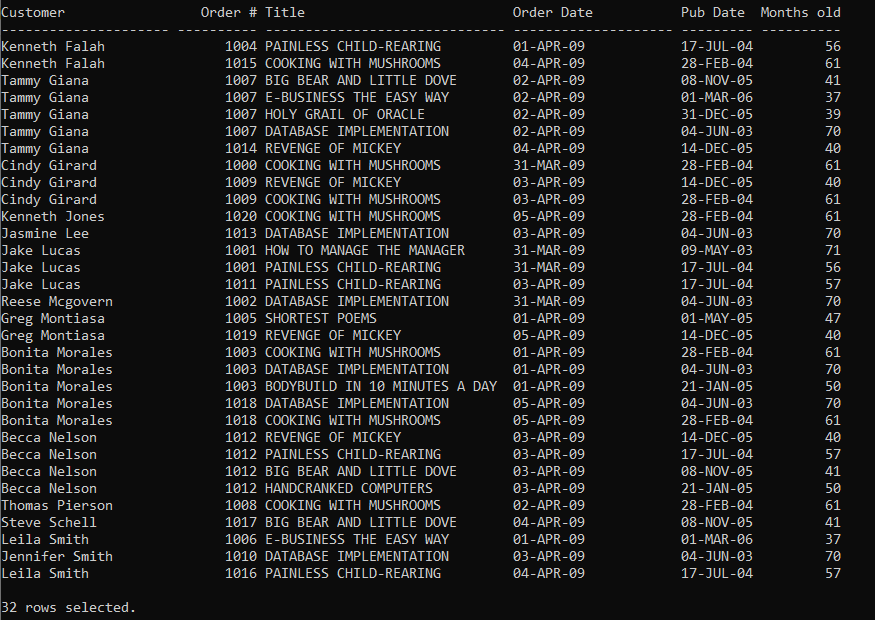 Customer                  Order # Title                          Order Date           Pub Date  Months old
--------------------- ---------- ------------------------------ -------------------- --------- ----------
Kenneth Falah               1004 PAINLESS CHILD-REARING         01-APR-09            17-JUL-04         56
Kenneth Falah               1015 COOKING WITH MUSHROOMS         04-APR-09            28-FEB-04         61
Tammy Giana                 1007 BIG BEAR AND LITTLE DOVE       02-APR-09            08-NOV-05         41
Tammy Giana                 1007 E-BUSINESS THE EASY WAY        02-APR-09            01-MAR-06         37
Tammy Giana                 1007 HOLY GRAIL OF ORACLE           02-APR-09            31-DEC-05         39
Tammy Giana                 1007 DATABASE IMPLEMENTATION        02-APR-09            04-JUN-03         70
Tammy Giana                 1014 REVENGE OF MICKEY              04-APR-09            14-DEC-05         40
Cindy Girard                1000 COOKING WITH MUSHROOMS         31-MAR-09            28-FEB-04         61
Cindy Girard                1009 REVENGE OF MICKEY              03-APR-09            14-DEC-05         40
Cindy Girard                1009 COOKING WITH MUSHROOMS         03-APR-09            28-FEB-04         61
Kenneth Jones               1020 COOKING WITH MUSHROOMS         05-APR-09            28-FEB-04         61
Jasmine Lee                 1013 DATABASE IMPLEMENTATION        03-APR-09            04-JUN-03         70
Jake Lucas                  1001 HOW TO MANAGE THE MANAGER      31-MAR-09            09-MAY-03         71
Jake Lucas                  1001 PAINLESS CHILD-REARING         31-MAR-09            17-JUL-04         56
Jake Lucas                  1011 PAINLESS CHILD-REARING         03-APR-09            17-JUL-04         57
Reese Mcgovern              1002 DATABASE IMPLEMENTATION        31-MAR-09            04-JUN-03         70
Greg Montiasa               1005 SHORTEST POEMS                 01-APR-09            01-MAY-05         47
Greg Montiasa               1019 REVENGE OF MICKEY              05-APR-09            14-DEC-05         40
Bonita Morales              1003 COOKING WITH MUSHROOMS         01-APR-09            28-FEB-04         61
Bonita Morales              1003 DATABASE IMPLEMENTATION        01-APR-09            04-JUN-03         70
Bonita Morales              1003 BODYBUILD IN 10 MINUTES A DAY  01-APR-09            21-JAN-05         50
Bonita Morales              1018 DATABASE IMPLEMENTATION        05-APR-09            04-JUN-03         70
Bonita Morales              1018 COOKING WITH MUSHROOMS         05-APR-09            28-FEB-04         61
Becca Nelson                1012 REVENGE OF MICKEY              03-APR-09            14-DEC-05         40
Becca Nelson                1012 PAINLESS CHILD-REARING         03-APR-09            17-JUL-04         57
Becca Nelson                1012 BIG BEAR AND LITTLE DOVE       03-APR-09            08-NOV-05         41
Becca Nelson                1012 HANDCRANKED COMPUTERS          03-APR-09            21-JAN-05         50
Thomas Pierson              1008 COOKING WITH MUSHROOMS         02-APR-09            28-FEB-04         61
Steve Schell                1017 BIG BEAR AND LITTLE DOVE       04-APR-09            08-NOV-05         41
Leila Smith                 1006 E-BUSINESS THE EASY WAY        01-APR-09            01-MAR-06         37
Jennifer Smith              1010 DATABASE IMPLEMENTATION        03-APR-09            04-JUN-03         70
Leila Smith                 1016 PAINLESS CHILD-REARING         04-APR-09            17-JUL-04         57
32 rows selected.